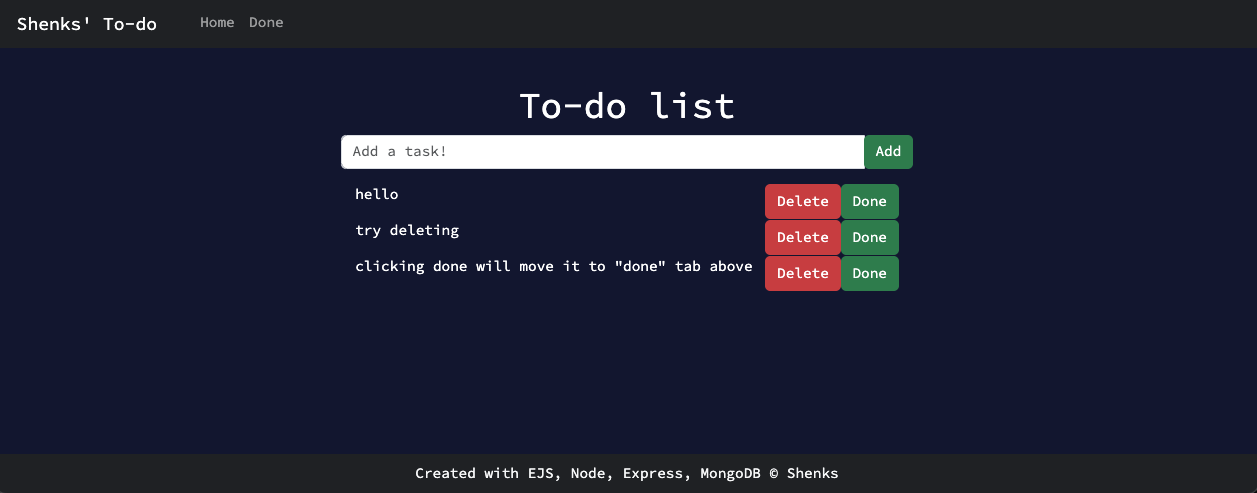 Shenks' To-do Home Done
To-do list
Add a task! Add
hello Delete Done
try deleting Delete Done
clicking done will move it to "done" tab above Delete Done
Created with EJS, Node, Express, MongoDB © Shenks